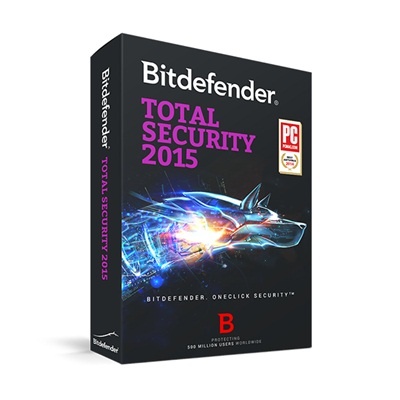 Bitdefender®
TOTAL
SECURITY
2015
PC
BITDEFENDER. ONECLICK SECURITY™
B
PROTECTING
500 MILLION USERS WORLDWIDE
Bitdefender
TOTAL SECURITY 2015
Bitdefender